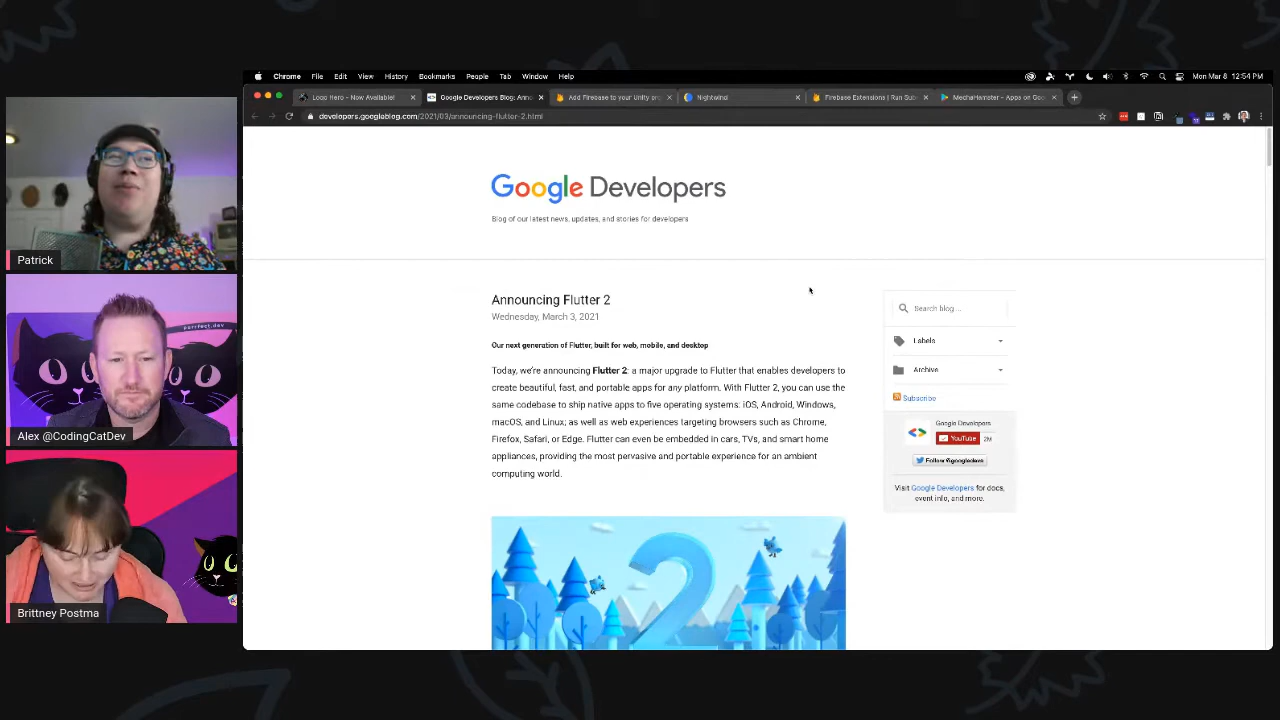 Chrome File Edit View History Bookmarks People Tab Window Help
Mon Mar 8 12:54 PM
Loop Hero - Now Available!
Google Developers Blog: Anno
Add Firebase to your Unity pro
Nightwind
Firebase Extensions | Run Sub
MechaHamster - Apps on Goo
developers.googleblog.com/2021/03/announcing-flutter-2.html
Google Developers
Blog of our latest news, updates, and stories for developers
Announcing Flutter 2
Wednesday, March 3, 2021
Our next generation of Flutter, built for web, mobile, and desktop
Today, we're announcing Flutter 2: a major upgrade to Flutter that enables developers to
create beautiful, fast, and portable apps for any platform. With Flutter 2, you can use the
same codebase to ship native apps to five operating systems: iOS, Android, Windows,
macOS, and Linux; as well as web experiences targeting browsers such as Chrome,
Firefox, Safari, or Edge. Flutter can even be embedded in cars, TVs, and smart home
appliances, providing the most pervasive and portable experience for an ambient
computing world.
2
Search blog ...
Labels
Archive
Subscribe
Google Developers
YouTube 2M
Follow @googledevs
Visit Google Developers for docs,
event info, and more.
Patrick
purrfect.dev
Alex @CodingCatDev
Brittney Postma